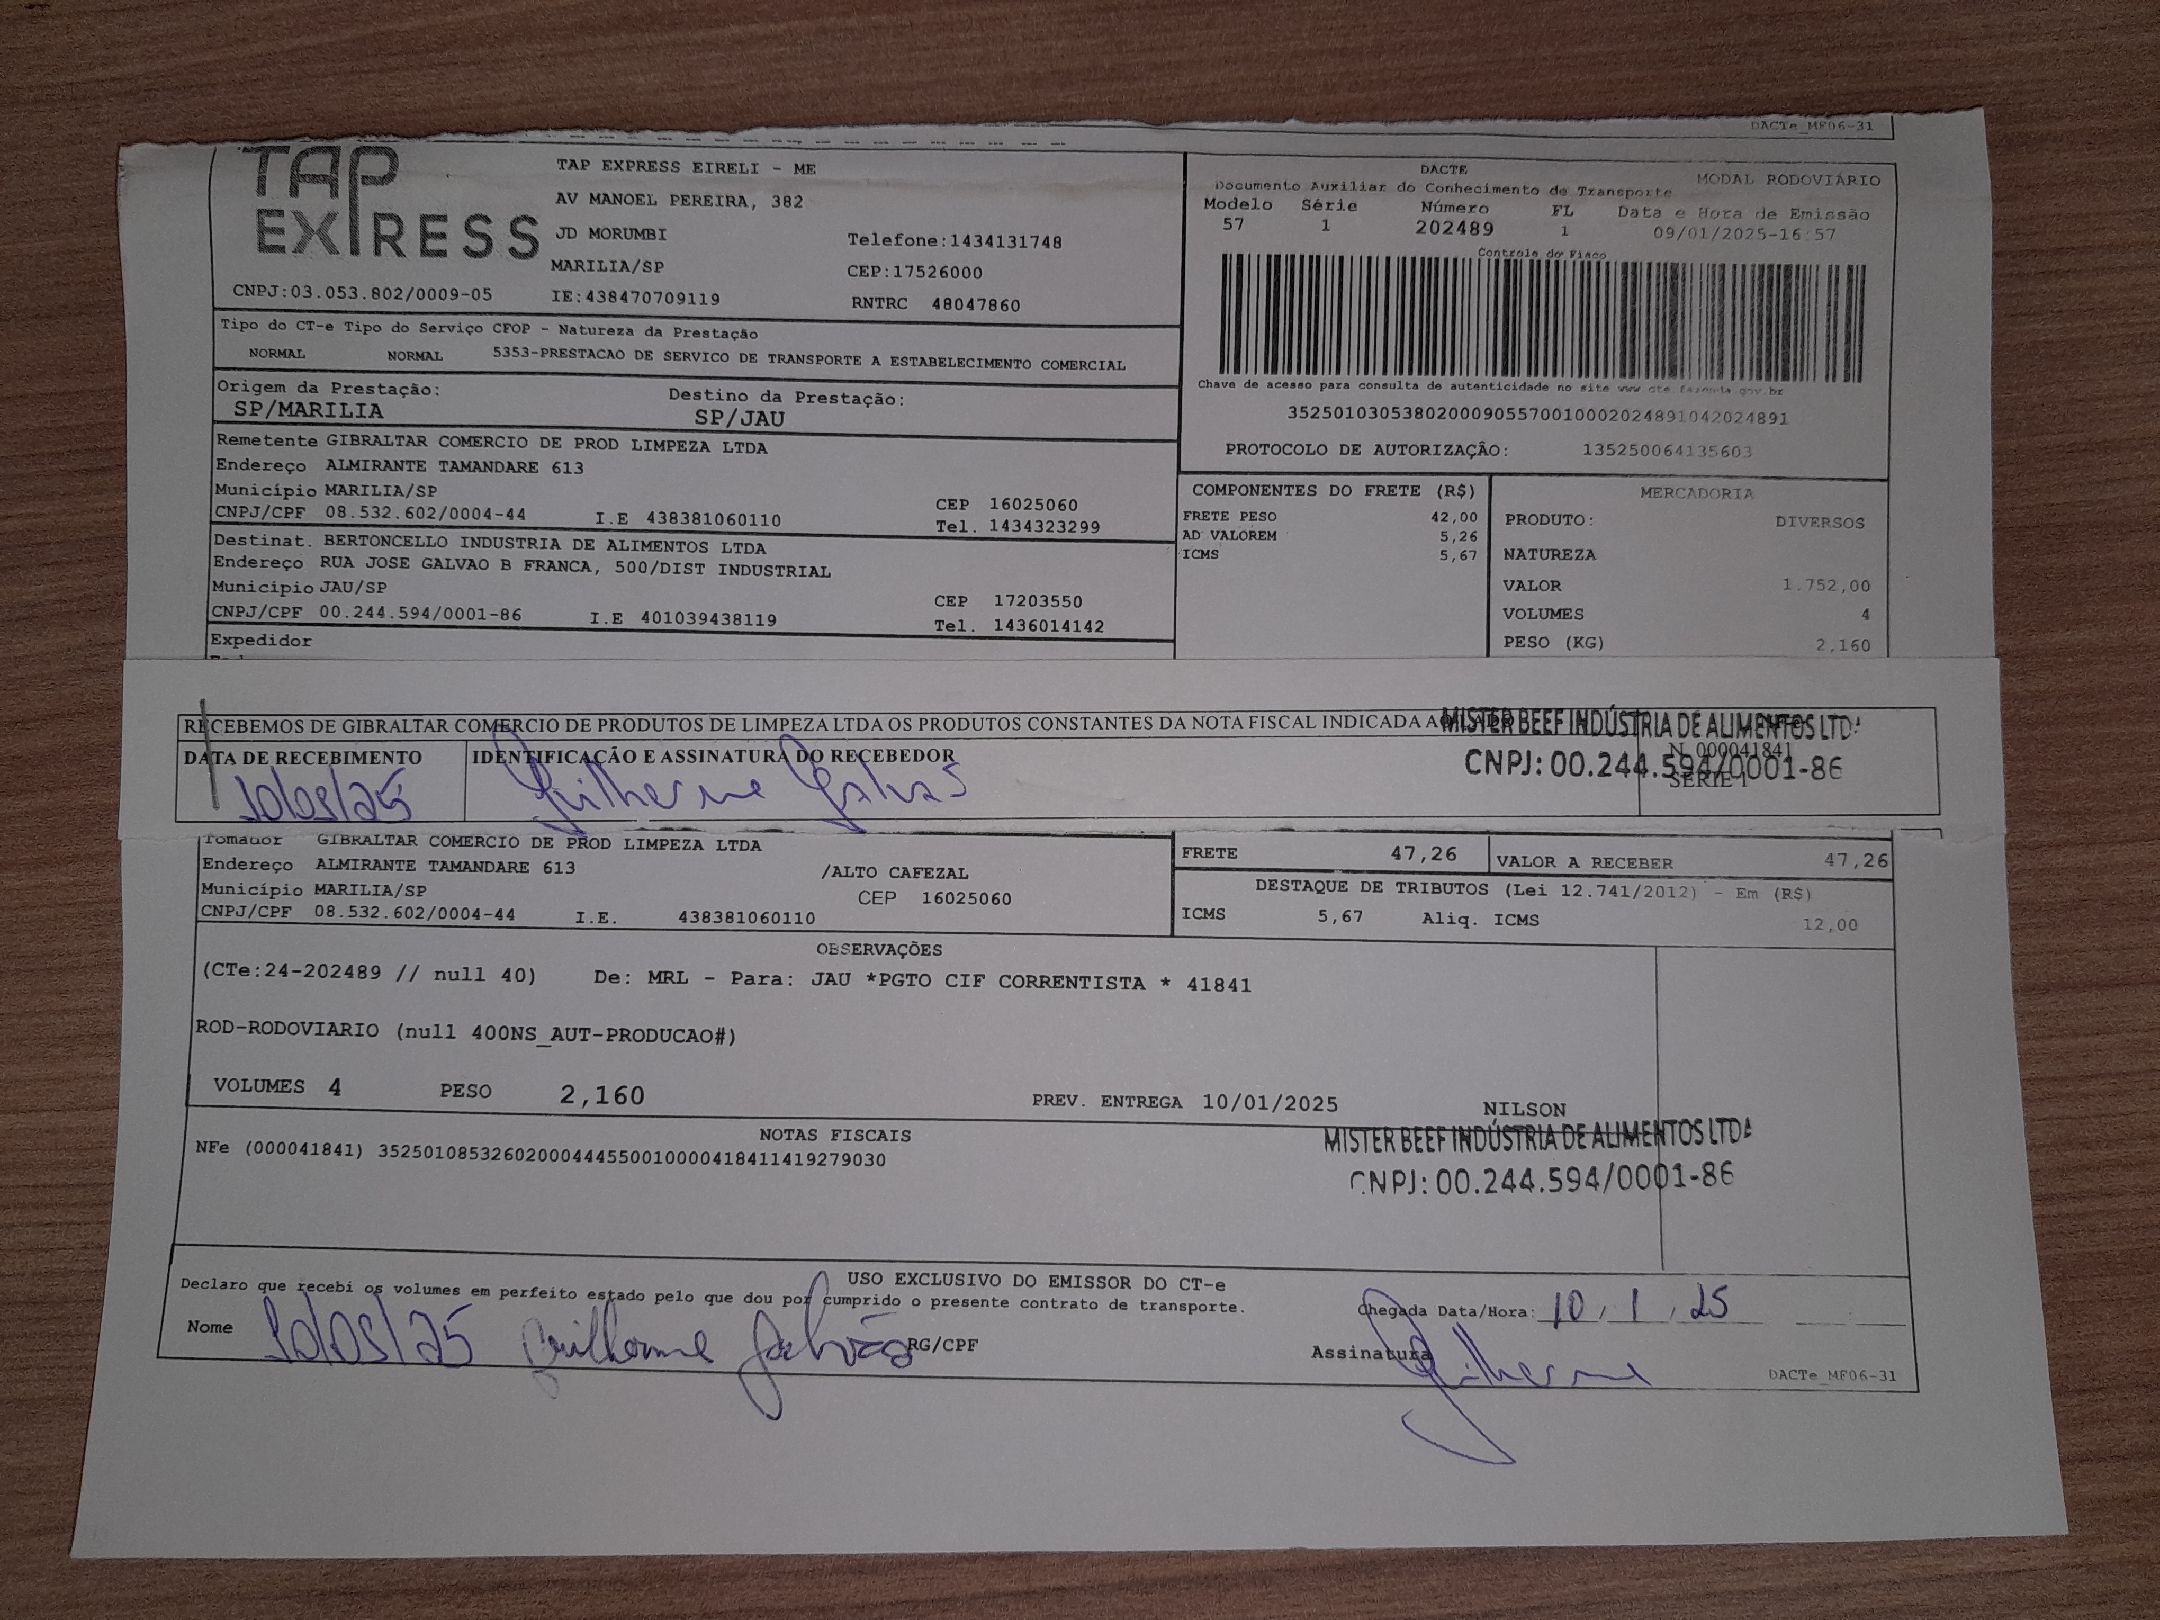 DACTe_MF06-31
TAP EXPRESS
TAP EXPRESS EIRELI - ME
AV MANOEL PEREIRA, 382
JD MORUMBI
Telefone:1434131748
MARILIA/SP
CEP:17526000
CNPJ:03.053.802/0009-05
IE:438470709119
RNTRC 48047860
DACTE
MODAL RODOVIÁRIO
Documento Auxiliar do Conhecimento de Transporte
Modelo Série Número FL Data e Hora de Emissão
57 1 202489 1 09/01/2025-16:57
Controle do Fisco
Chave de acesso para consulta de autenticidade no site www.cte.fazenda.gov.br
35250103053802000905570010002024891042024891
PROTOCOLO DE AUTORIZAÇÃO: 135250064135603
Tipo do CT-e Tipo do Serviço CFOP - Natureza da Prestação
NORMAL NORMAL 5353-PRESTACAO DE SERVICO DE TRANSPORTE A ESTABELECIMENTO COMERCIAL
Origem da Prestação: Destino da Prestação:
SP/MARILIA SP/JAU
Remetente GIBRALTAR COMERCIO DE PROD LIMPEZA LTDA
Endereço ALMIRANTE TAMANDARE 613
Município MARILIA/SP CEP 16025060
CNPJ/CPF 08.532.602/0004-44 I.E 438381060110 Tel. 1434323299
Destinat. BERTONCELLO INDUSTRIA DE ALIMENTOS LTDA
Endereço RUA JOSE GALVAO B FRANCA, 500/DIST INDUSTRIAL
Município JAU/SP CEP 17203550
CNPJ/CPF 00.244.594/0001-86 I.E 401039438119 Tel. 1436014142
Expedidor
COMPONENTES DO FRETE (R$)
FRETE PESO 42,00
AD VALOREM 5,26
ICMS 5,67
MERCADORIA
PRODUTO: DIVERSOS
NATUREZA
VALOR 1.752,00
VOLUMES 4
PESO (KG) 2,160
RECEBEMOS DE GIBRALTAR COMERCIO DE PRODUTOS DE LIMPEZA LTDA OS PRODUTOS CONSTANTES DA NOTA FISCAL INDICADA AO LADO
MISTER BEEF INDÚSTRIA DE ALIMENTOS LTDA
CNPJ: 00.244.594/0001-86
DATA DE RECEBIMENTO IDENTIFICAÇÃO E ASSINATURA DO RECEBEDOR
N. 000041841
SÉRIE 1
Guilherme
Tomador GIBRALTAR COMERCIO DE PROD LIMPEZA LTDA
Endereço ALMIRANTE TAMANDARE 613 /ALTO CAFEZAL
Município MARILIA/SP CEP 16025060
CNPJ/CPF 08.532.602/0004-44 I.E. 438381060110
FRETE 47,26 VALOR A RECEBER 47,26
DESTAQUE DE TRIBUTOS (Lei 12.741/2012) - Em (R$)
ICMS 5,67 Aliq. ICMS 12,00
OBSERVAÇÕES
(CTe:24-202489 // null 40) De: MRL - Para: JAU *PGTO CIF CORRENTISTA * 41841
ROD-RODOVIARIO (null 400NS_AUT-PRODUCAO#)
VOLUMES 4 PESO 2,160 PREV. ENTREGA 10/01/2025 NILSON
NOTAS FISCAIS
NFe (000041841) 35250108532602000444550010000418411419279030
MISTER BEEF INDÚSTRIA DE ALIMENTOS LTDA
CNPJ: 00.244.594/0001-86
USO EXCLUSIVO DO EMISSOR DO CT-e
Declaro que recebi os volumes em perfeito estado pelo que dou por cumprido o presente contrato de transporte.
Chegada Data/Hora: 10 / 1 / 25
Nome Guilherme Galvão RG/CPF
Assinatura Guilherme
DACTe_MF06-31